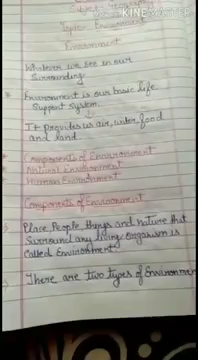 KINEMASTER
Topic Environment
Environment
Whatever we see in our
Surrounding.
Environment is our basic life
Support system.
It provides us air, water, food
and land.
Components of Environment
Natural Environment
Human Environment
Components of Environment
Place People things and nature that
Surround any living Organism is
Called Environment.
There are two types of Environment